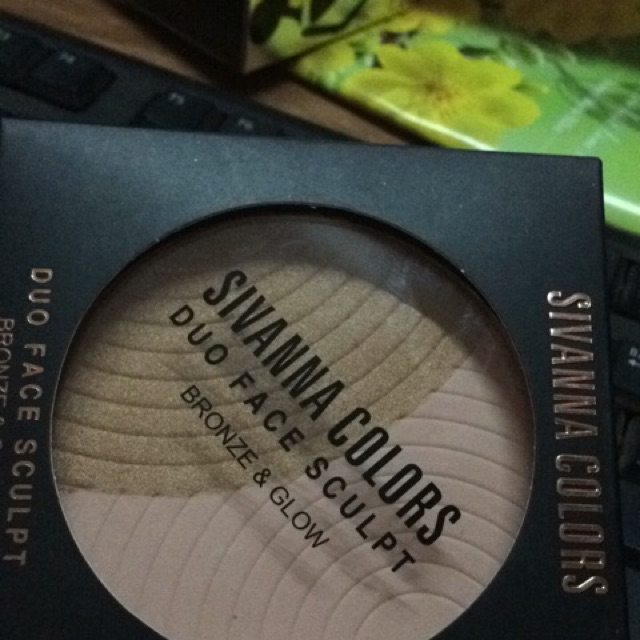 SIVANNA COLORS
DUO FACE SCULPT
BRONZE & GLOW
SIVANNA COLORS
DUO FACE SCULPT